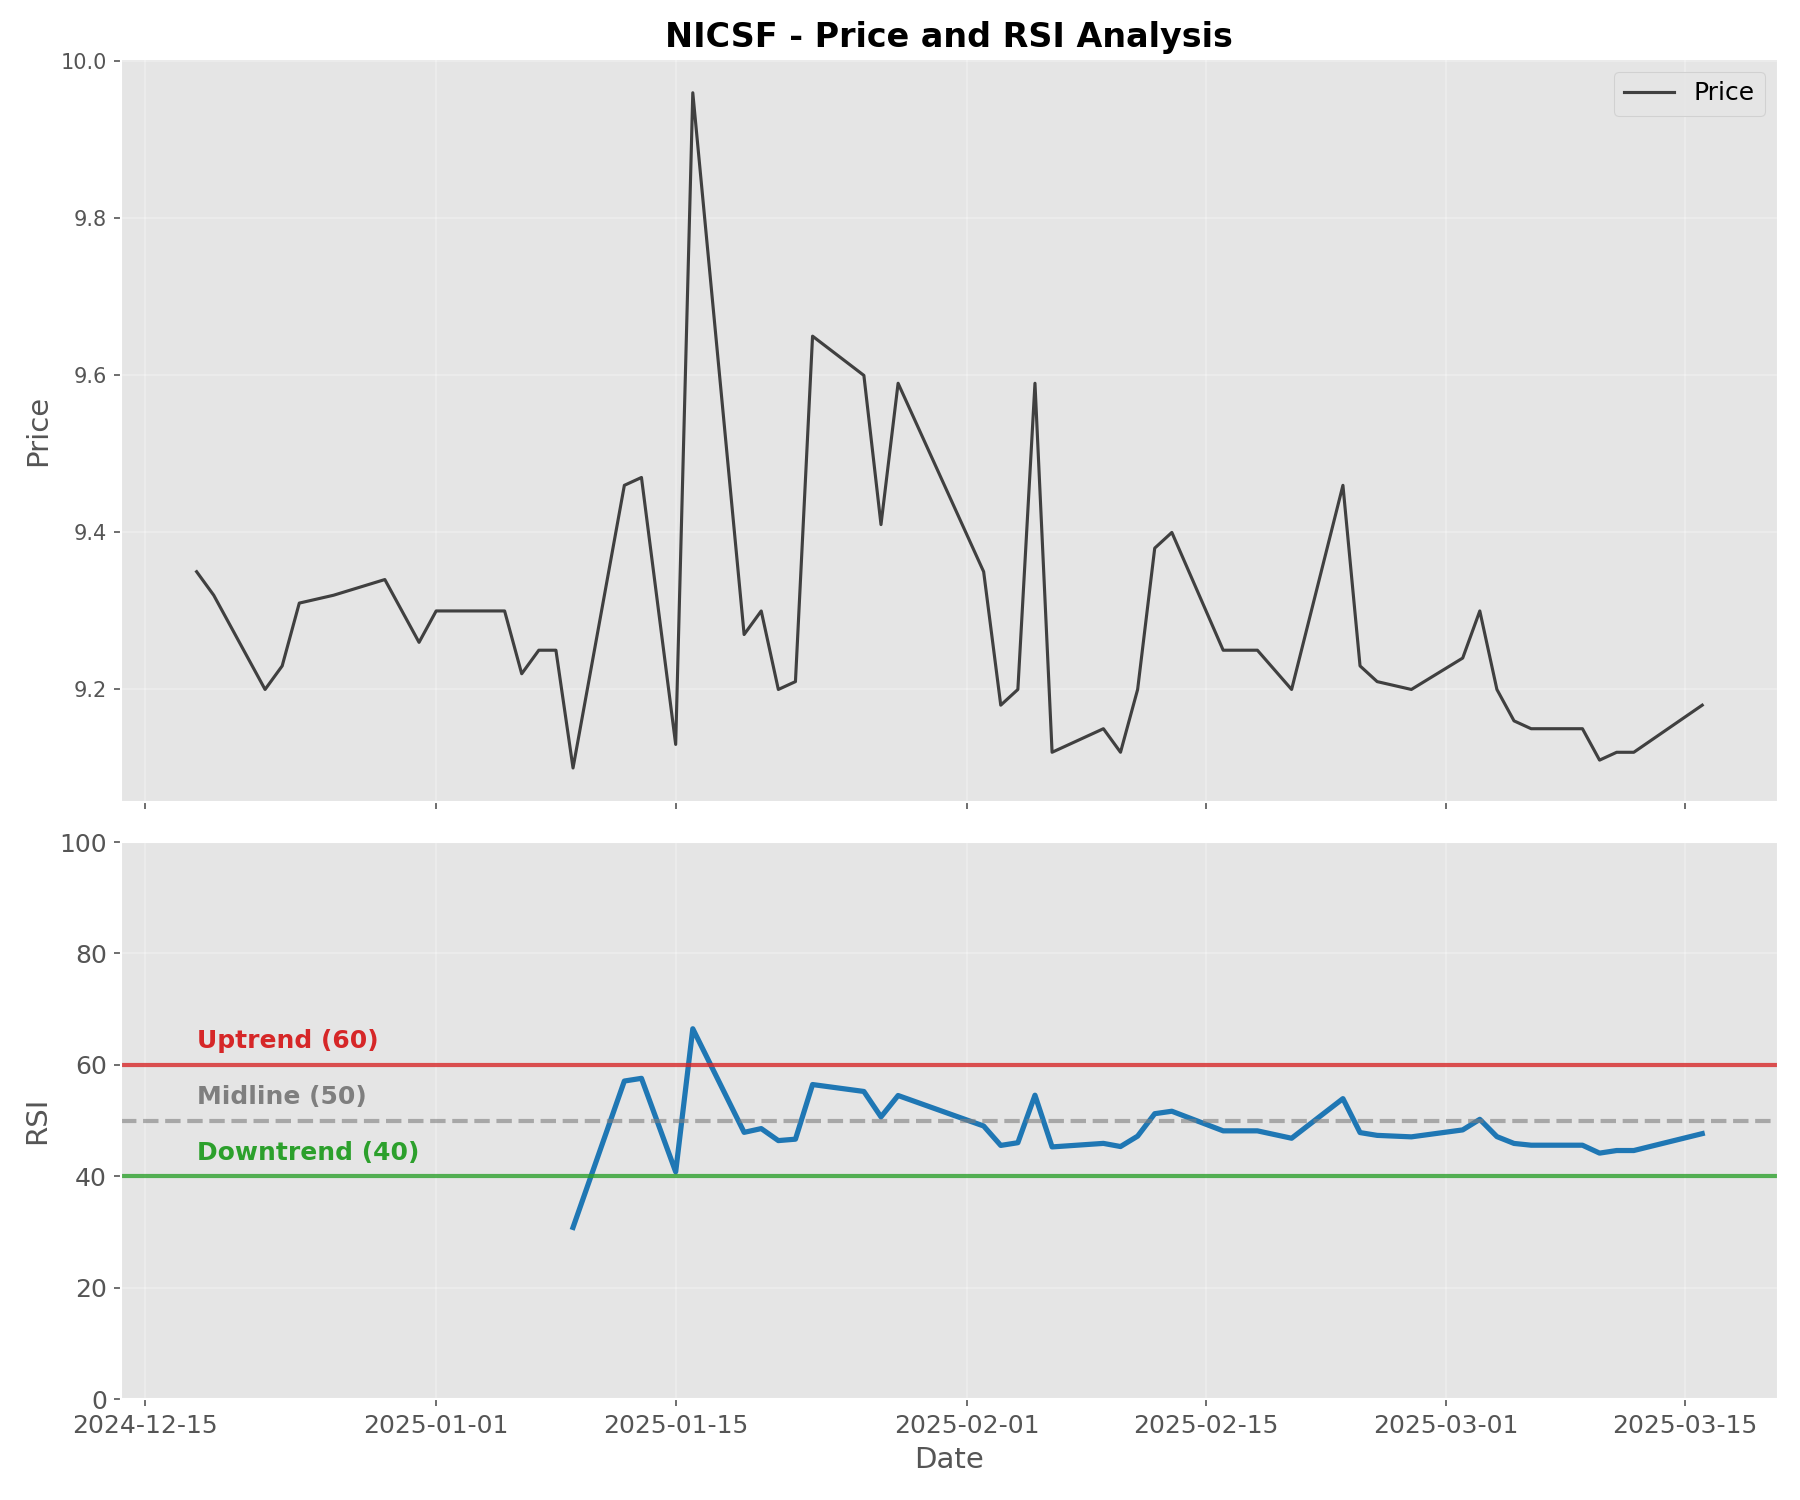 NICSF - Price and RSI Analysis
10.0
9.8
9.6
9.4
9.2
Price
Price
100
80
60
40
20
0
RSI
Uptrend (60)
Midline (50)
Downtrend (40)
2024-12-15 2025-01-01 2025-01-15 2025-02-01 2025-02-15 2025-03-01 2025-03-15
Date